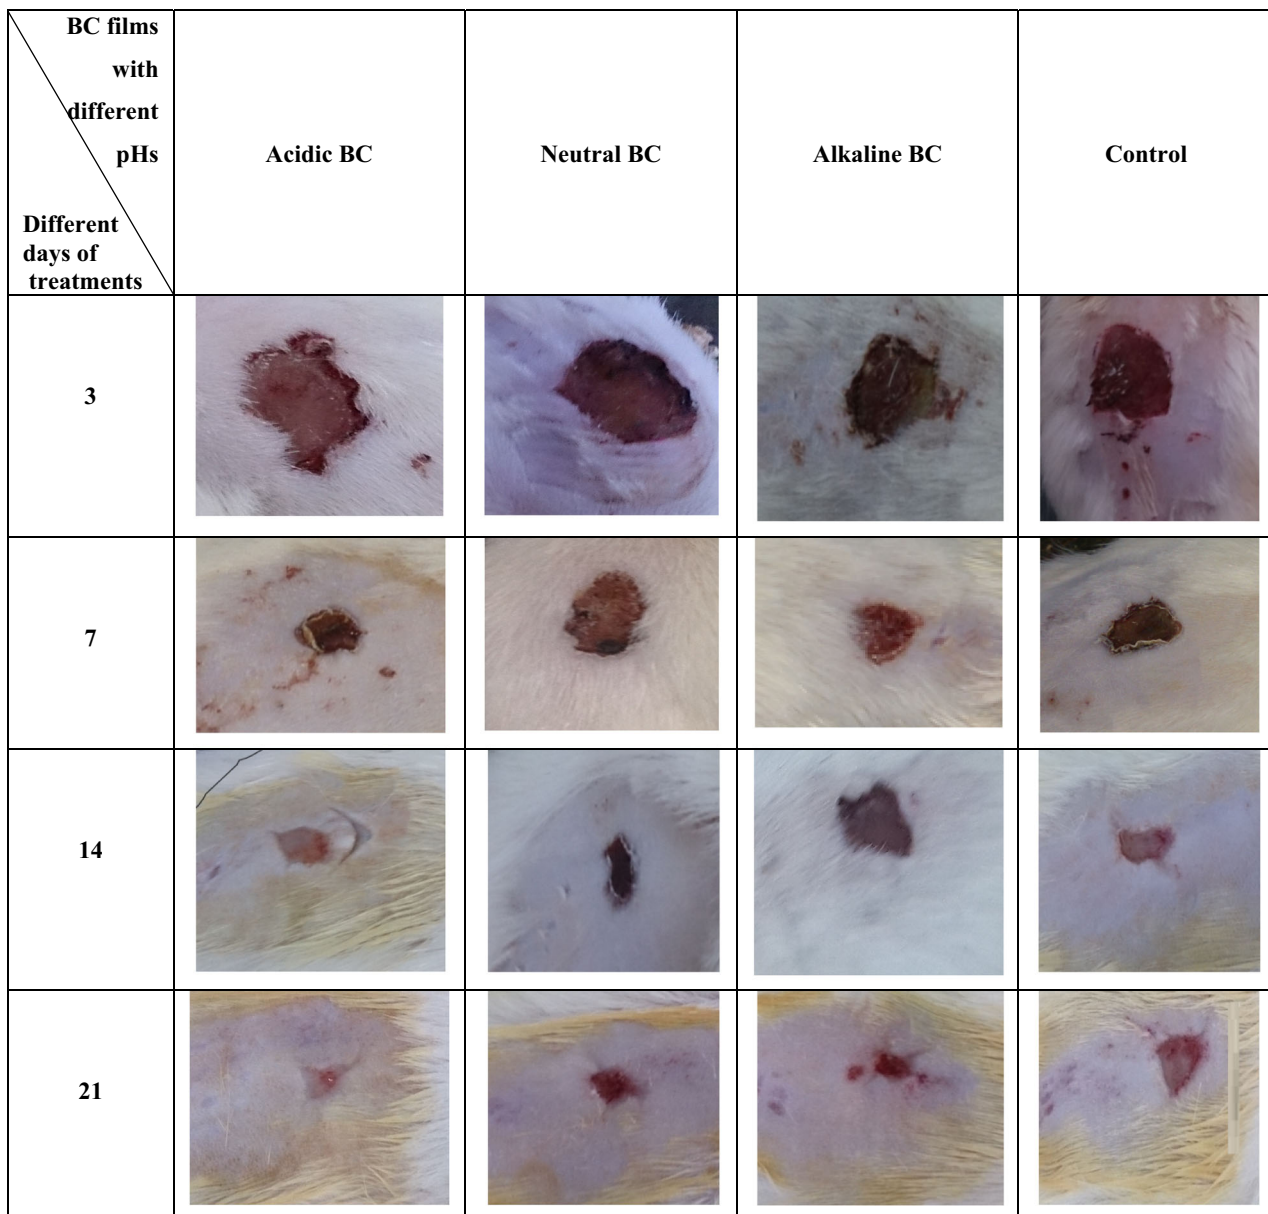 BC films
with
different
pHs
Different
days of
treatments
Acidic BC
Neutral BC
Alkaline BC
Control
3
7
14
21